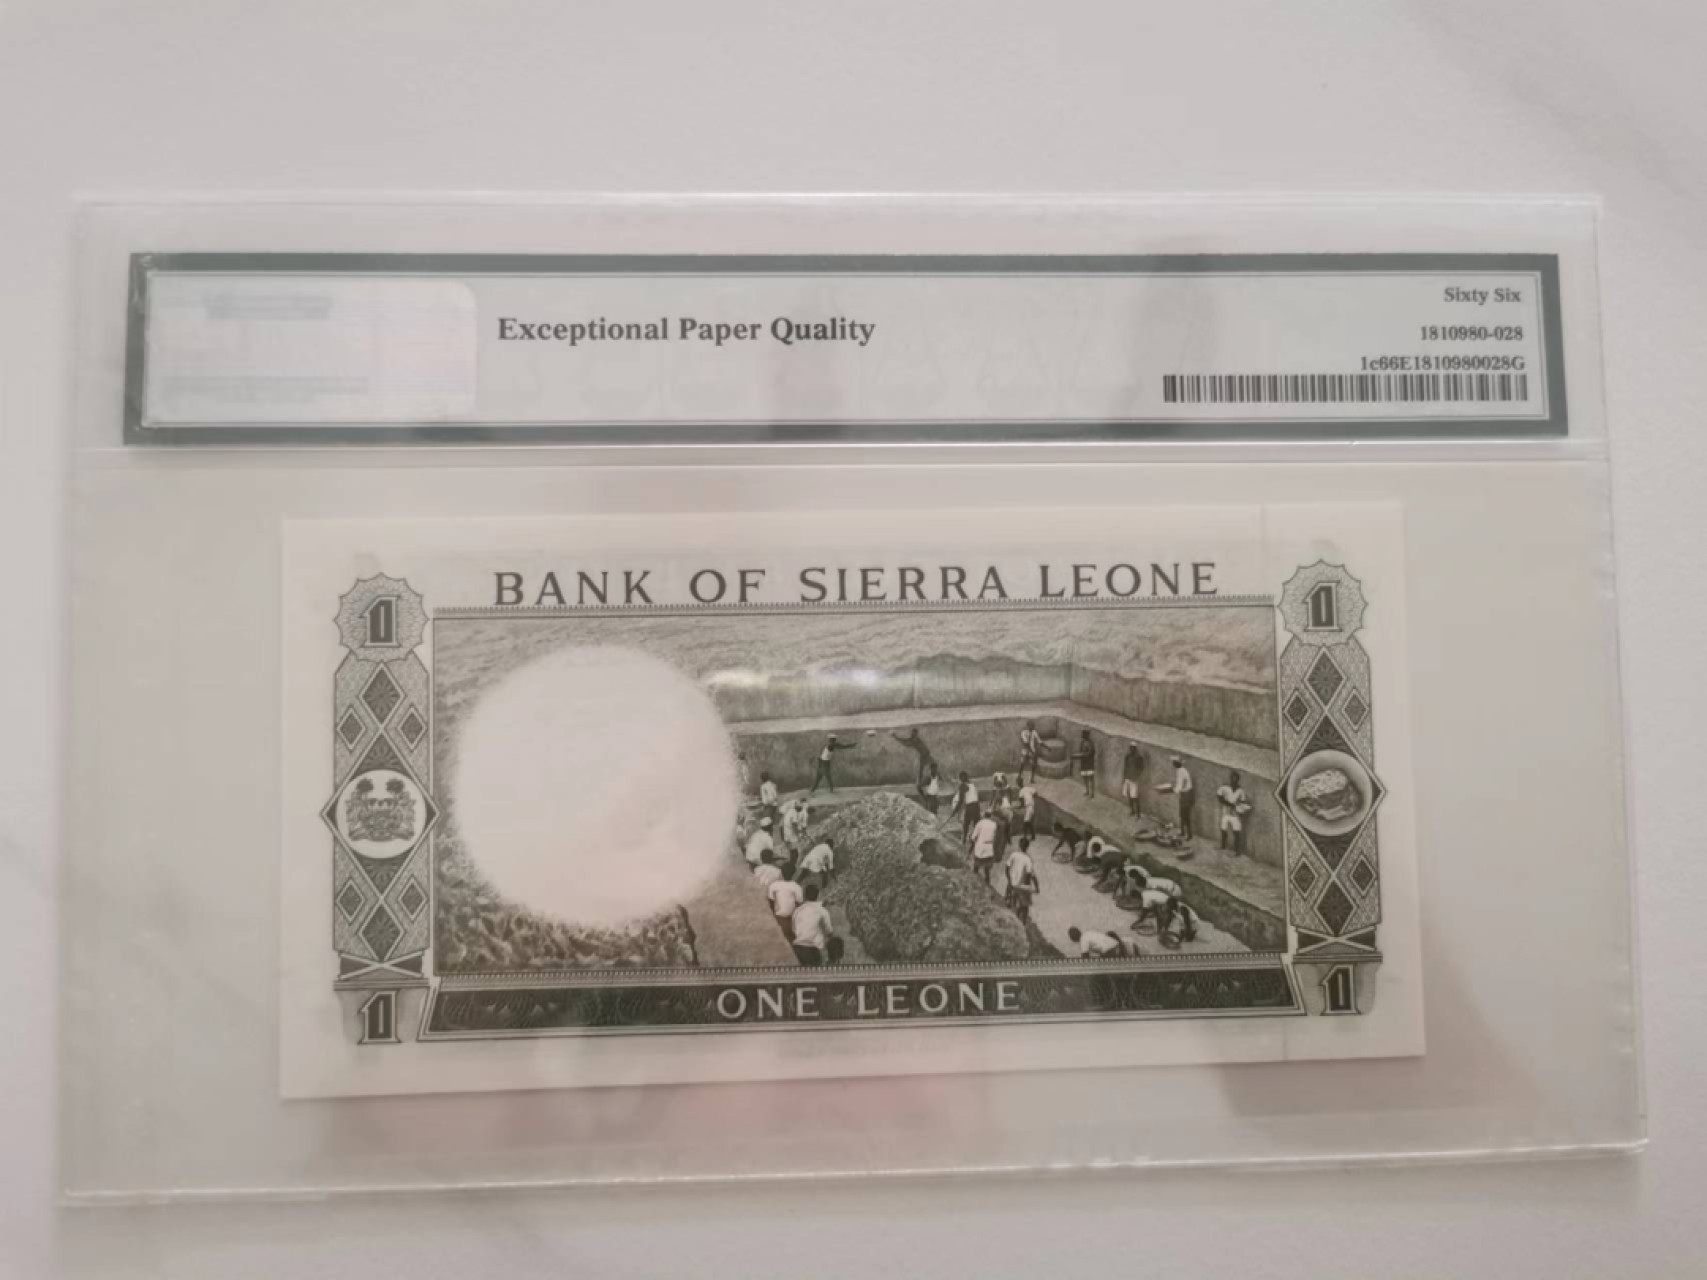 Sixty Six
Exceptional Paper Quality
1810980-028
1c66E1810980028G
BANK OF SIERRA LEONE
1
1
ONE LEONE
1
1